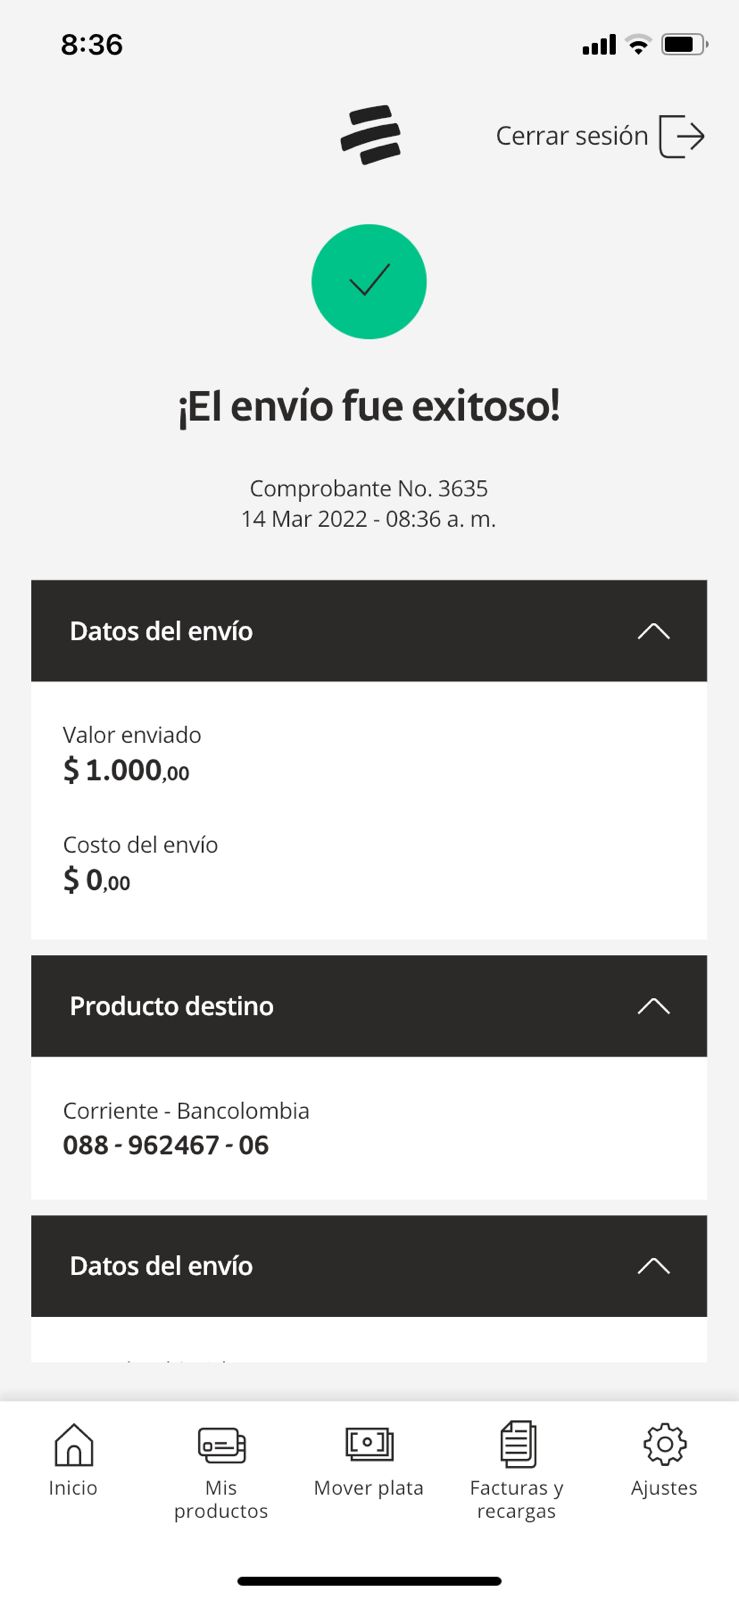 8:36
Cerrar sesión
¡El envío fue exitoso!
Comprobante No. 3635
14 Mar 2022 - 08:36 a. m.
Datos del envío
Valor enviado
$ 1.000,00
Costo del envío
$ 0,00
Producto destino
Corriente - Bancolombia
088 - 962467 - 06
Datos del envío
Inicio
Mis
productos
Mover plata
Facturas y
recargas
Ajustes